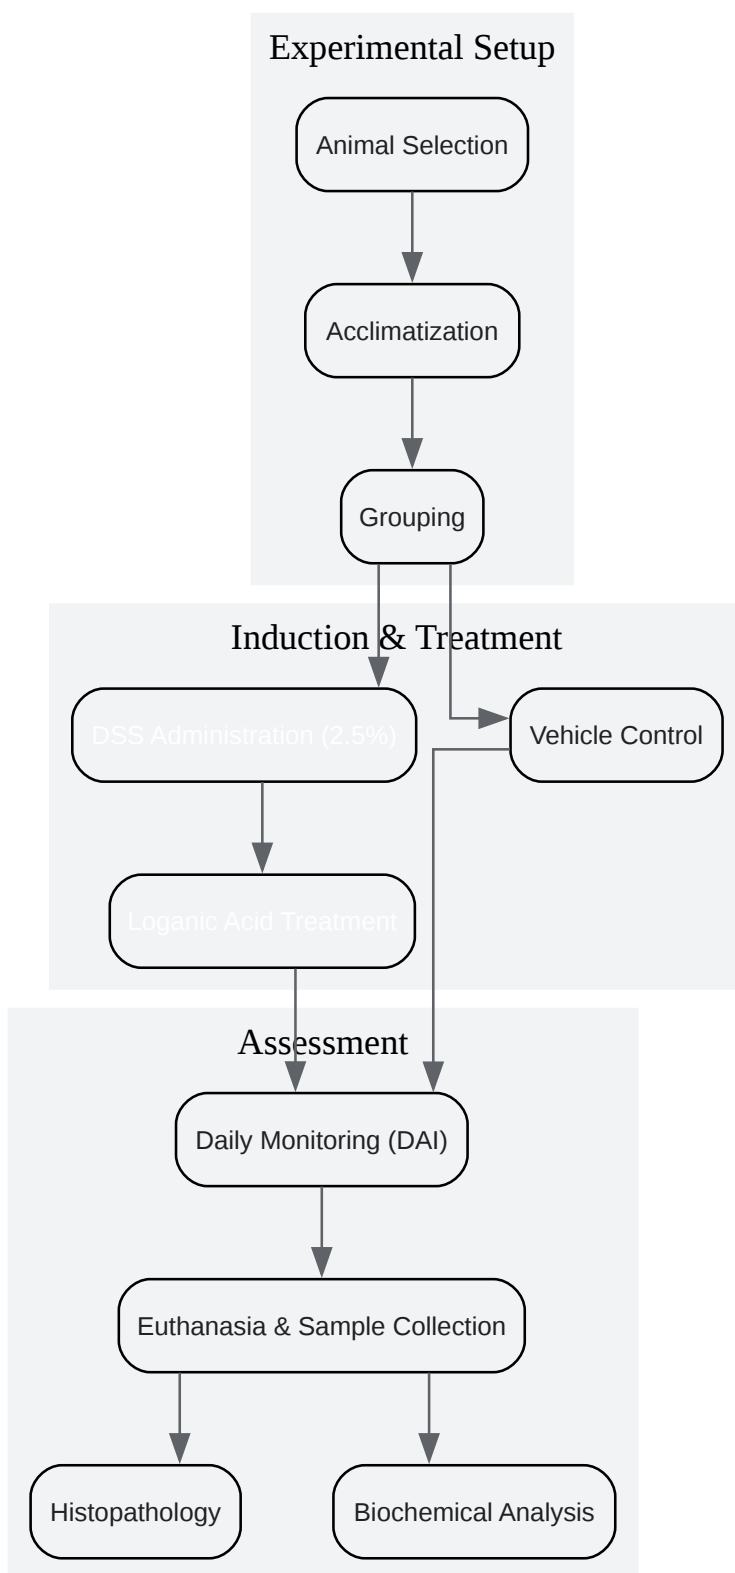 Experimental Setup
Animal Selection
Acclimatization
Grouping
Induction & Treatment
DSS Administration (2.5%)
Vehicle Control
Loganic Acid Treatment
Assessment
Daily Monitoring (DAI)
Euthanasia & Sample Collection
Histopathology
Biochemical Analysis